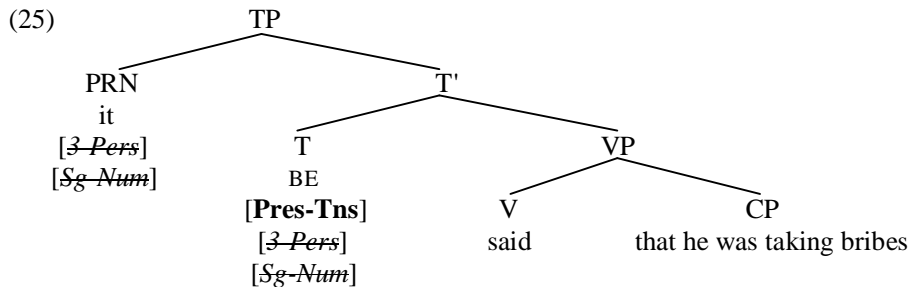 (25) TP
PRN T'
it
[3-Pers] T VP
[Sg-Num] BE
[Pres-Tns] V CP
[3-Pers] said that he was taking bribes
[Sg-Num]